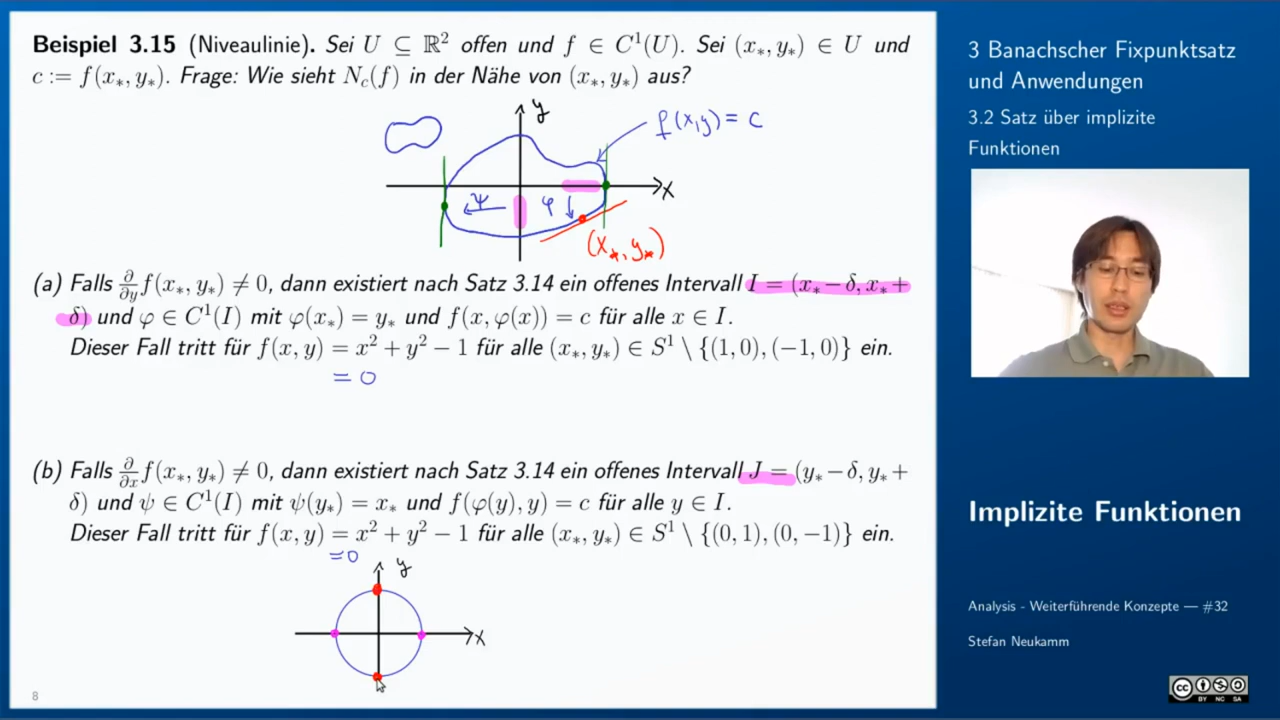 Beispiel 3.15 (Niveaulinie). Sei U ⊆ ℝ² offen und f ∈ C¹(U). Sei (x∗, y∗) ∈ U und
c := f(x∗, y∗). Frage: Wie sieht N_c(f) in der Nähe von (x∗, y∗) aus?
y
f(x,y) = c
x
ψ
φ
(x∗, y∗)
(a) Falls ∂/∂y f(x∗, y∗) ≠ 0, dann existiert nach Satz 3.14 ein offenes Intervall I = (x∗ − δ, x∗ +
δ) und φ ∈ C¹(I) mit φ(x∗) = y∗ und f(x, φ(x)) = c für alle x ∈ I.
Dieser Fall tritt für f(x, y) = x² + y² − 1 für alle (x∗, y∗) ∈ S¹ \ {(1, 0), (−1, 0)} ein.
= 0
(b) Falls ∂/∂x f(x∗, y∗) ≠ 0, dann existiert nach Satz 3.14 ein offenes Intervall J = (y∗ − δ, y∗ +
δ) und ψ ∈ C¹(I) mit ψ(y∗) = x∗ und f(φ(y), y) = c für alle y ∈ I.
Dieser Fall tritt für f(x, y) = x² + y² − 1 für alle (x∗, y∗) ∈ S¹ \ {(0, 1), (0, −1)} ein.
=0
y
x
8
3 Banachscher Fixpunktsatz
und Anwendungen
3.2 Satz über implizite
Funktionen
Implizite Funktionen
Analysis - Weiterführende Konzepte — #32
Stefan Neukamm
cc
BY NC SA